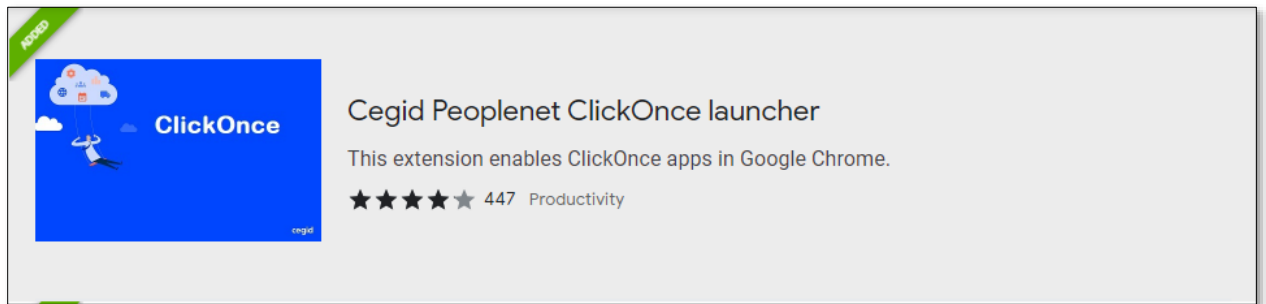 ADDED
ClickOnce
cegid
Cegid Peoplenet ClickOnce launcher
This extension enables ClickOnce apps in Google Chrome.
447 Productivity